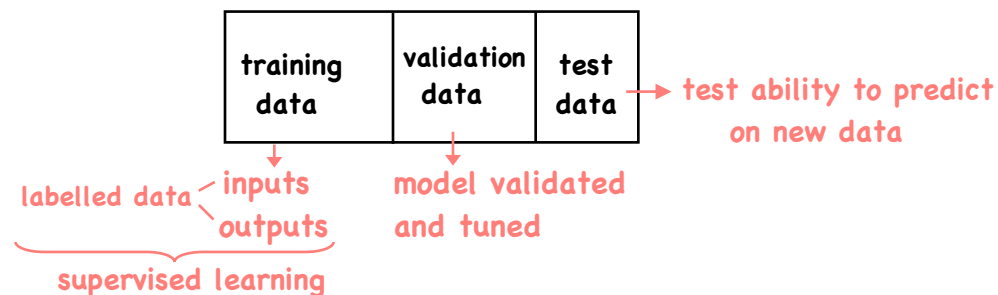 training
data
validation
data
test
data
test ability to predict
on new data
labelled data
inputs
outputs
supervised learning
model validated
and tuned